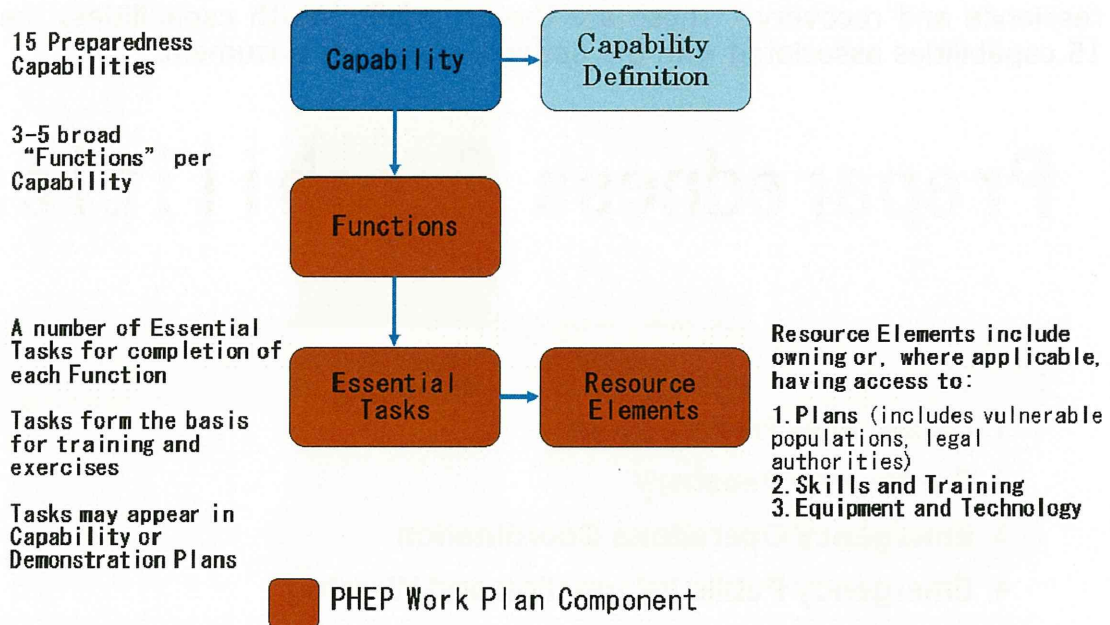 15 Preparedness
Capabilities
Capability
Capability
Definition
3-5 broad
"Functions" per
Capability
Functions
A number of Essential
Tasks for completion of
each Function
Tasks form the basis
for training and
exercises
Tasks may appear in
Capability or
Demonstration Plans
Essential
Tasks
Resource
Elements
Resource Elements include
owning or, where applicable,
having access to:
1. Plans (includes vulnerable
populations, legal
authorities)
2. Skills and Training
3. Equipment and Technology
PHEP Work Plan Component